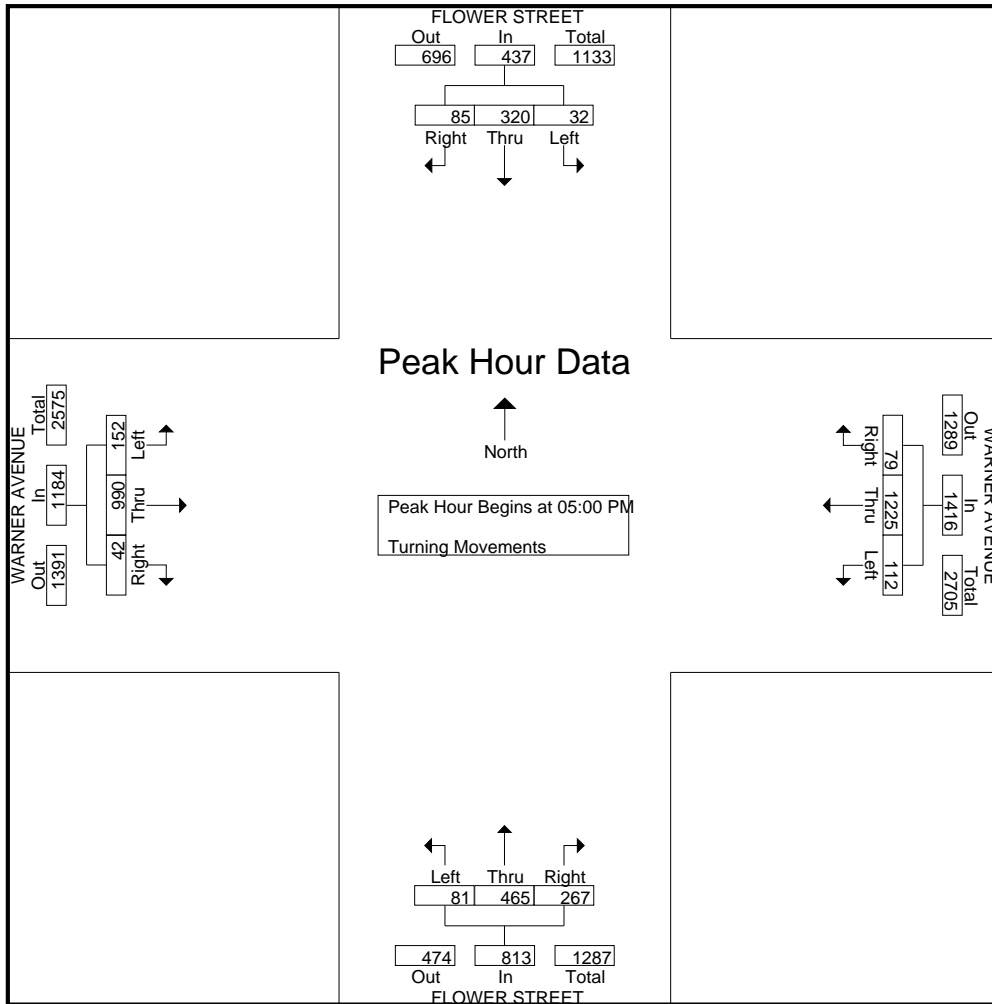 FLOWER STREET
Out In Total
696 437 1133
85 320 32
Right Thru Left
Peak Hour Data
North
Peak Hour Begins at 05:00 PM
Turning Movements
WARNER AVENUE
Out In Total
1391 1184 2575
42 990 152
Right Thru Left
WARNER AVENUE
Out In Total
1289 1416 2705
79 1225 112
Right Thru Left
Left Thru Right
81 465 267
474 813 1287
Out In Total
FLOWER STREET